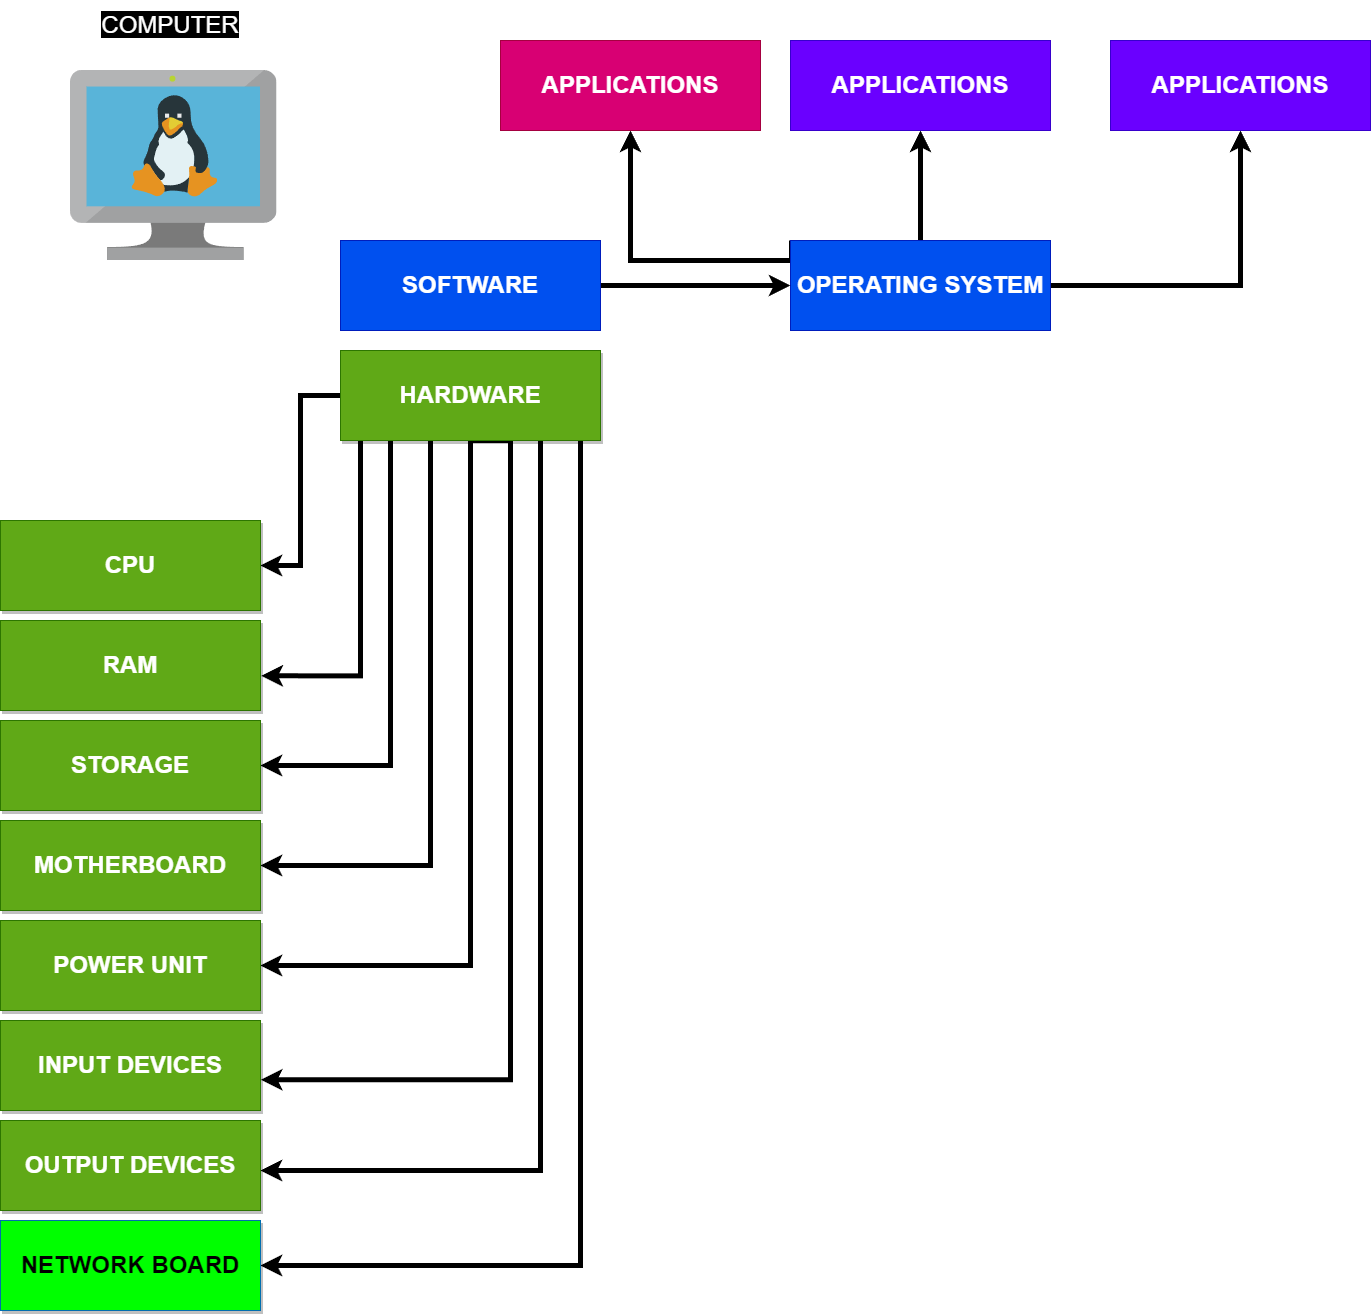 COMPUTER
APPLICATIONS
APPLICATIONS
APPLICATIONS
SOFTWARE
OPERATING SYSTEM
HARDWARE
CPU
RAM
STORAGE
MOTHERBOARD
POWER UNIT
INPUT DEVICES
OUTPUT DEVICES
NETWORK BOARD